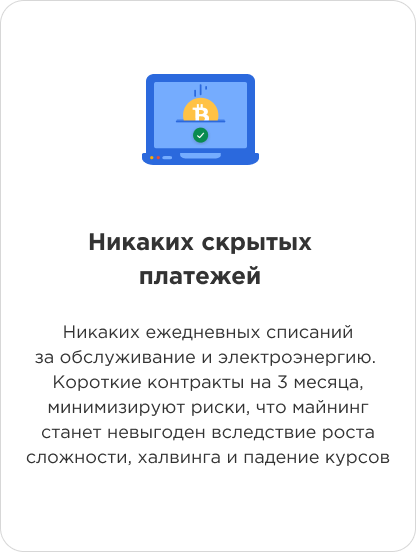 Никаких скрытых
платежей
Никаких ежедневных списаний
за обслуживание и электроэнергию.
Короткие контракты на 3 месяца,
минимизируют риски, что майнинг
станет невыгоден вследствие роста
сложности, халвинга и падение курсов